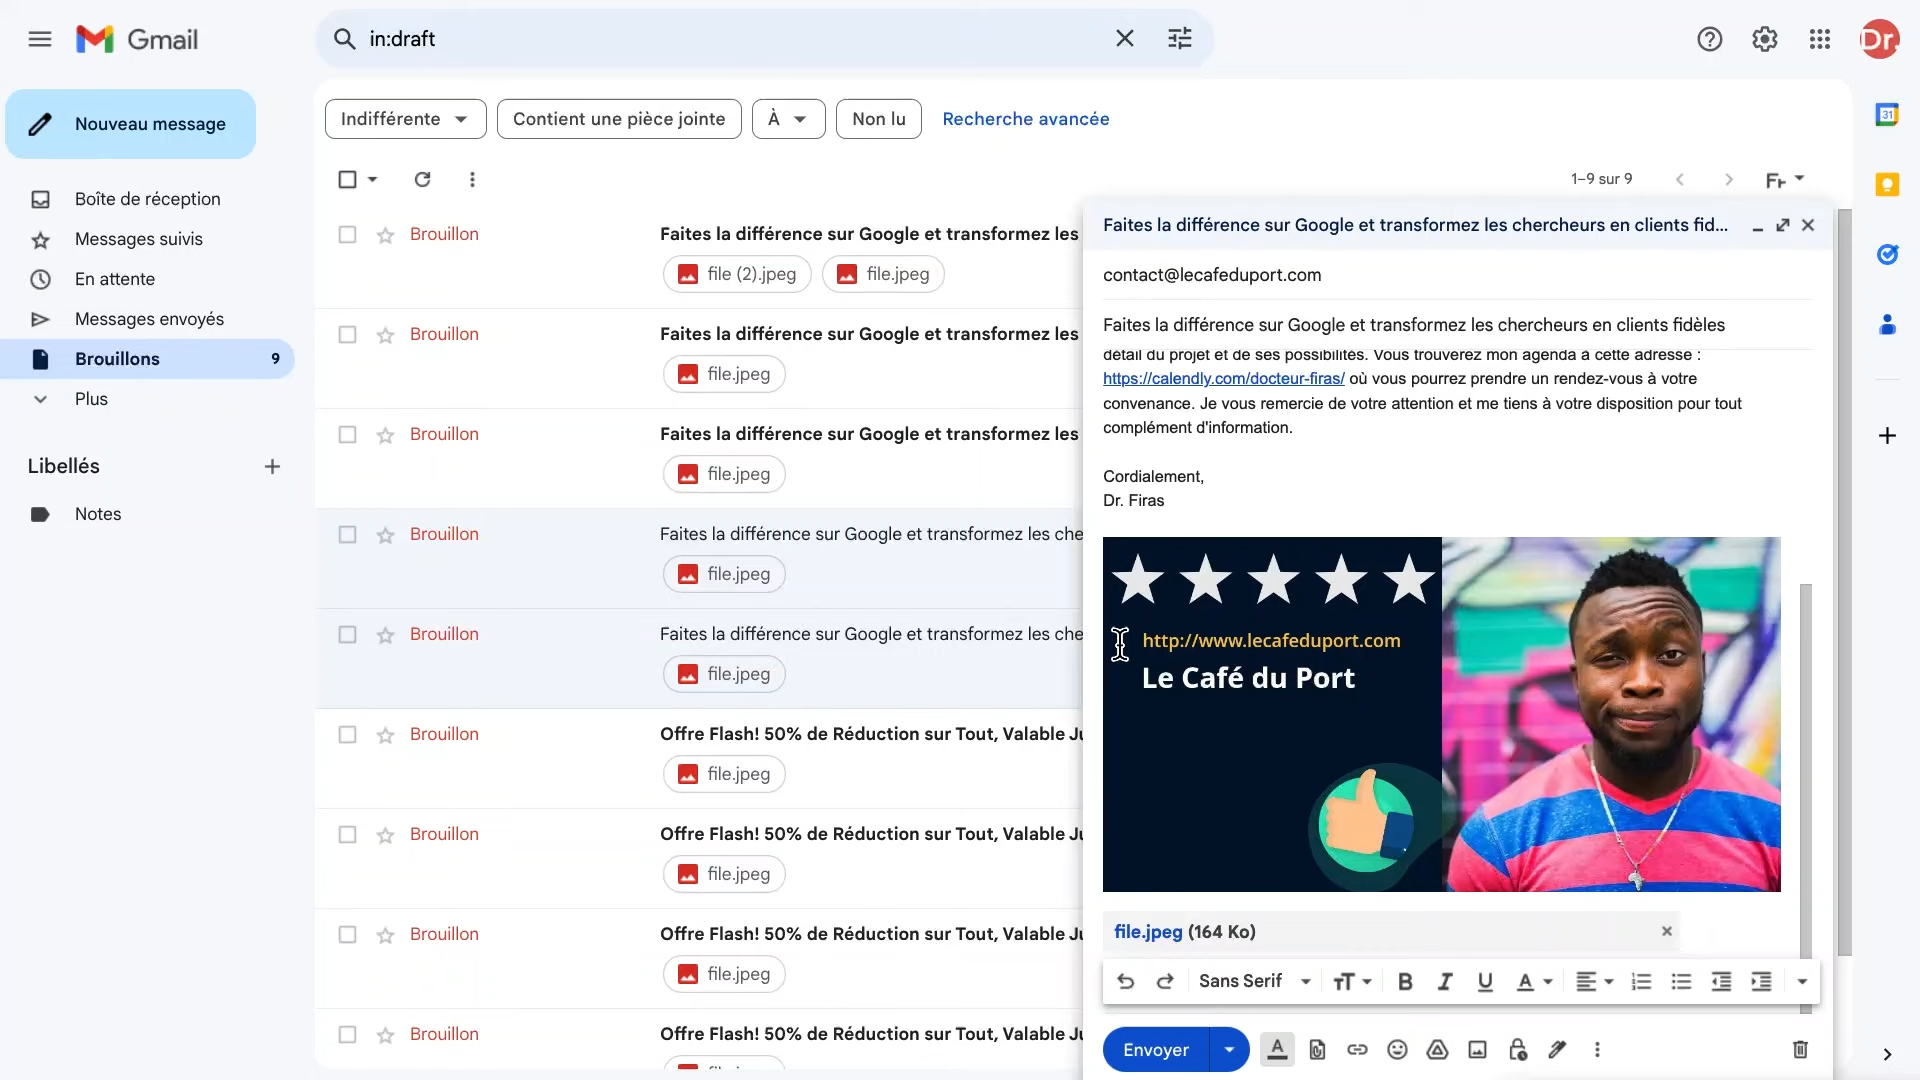 Gmail
in:draft
Dr.
Nouveau message
Indifférente
Contient une pièce jointe
À
Non lu
Recherche avancée
31
1–9 sur 9
Boîte de réception
Messages suivis
En attente
Messages envoyés
Brouillons 9
Plus
Libellés
Notes
Brouillon Faites la différence sur Google et transformez les
file (2).jpeg file.jpeg
Brouillon Faites la différence sur Google et transformez les
file.jpeg
Brouillon Faites la différence sur Google et transformez les
file.jpeg
Brouillon Faites la différence sur Google et transformez les che
file.jpeg
Brouillon Faites la différence sur Google et transformez les che
file.jpeg
Brouillon Offre Flash! 50% de Réduction sur Tout, Valable Ju
file.jpeg
Brouillon Offre Flash! 50% de Réduction sur Tout, Valable Ju
file.jpeg
Brouillon Offre Flash! 50% de Réduction sur Tout, Valable Ju
file.jpeg
Brouillon Offre Flash! 50% de Réduction sur Tout, Valable Ju
Faites la différence sur Google et transformez les chercheurs en clients fid...
contact@lecafeduport.com
Faites la différence sur Google et transformez les chercheurs en clients fidèles
détail du projet et de ses possibilités. Vous trouverez mon agenda à cette adresse :
https://calendly.com/docteur-firas/ où vous pourrez prendre un rendez-vous à votre
convenance. Je vous remercie de votre attention et me tiens à votre disposition pour tout
complément d'information.
Cordialement,
Dr. Firas
http://www.lecafeduport.com
Le Café du Port
file.jpeg (164 Ko)
Sans Serif
Envoyer